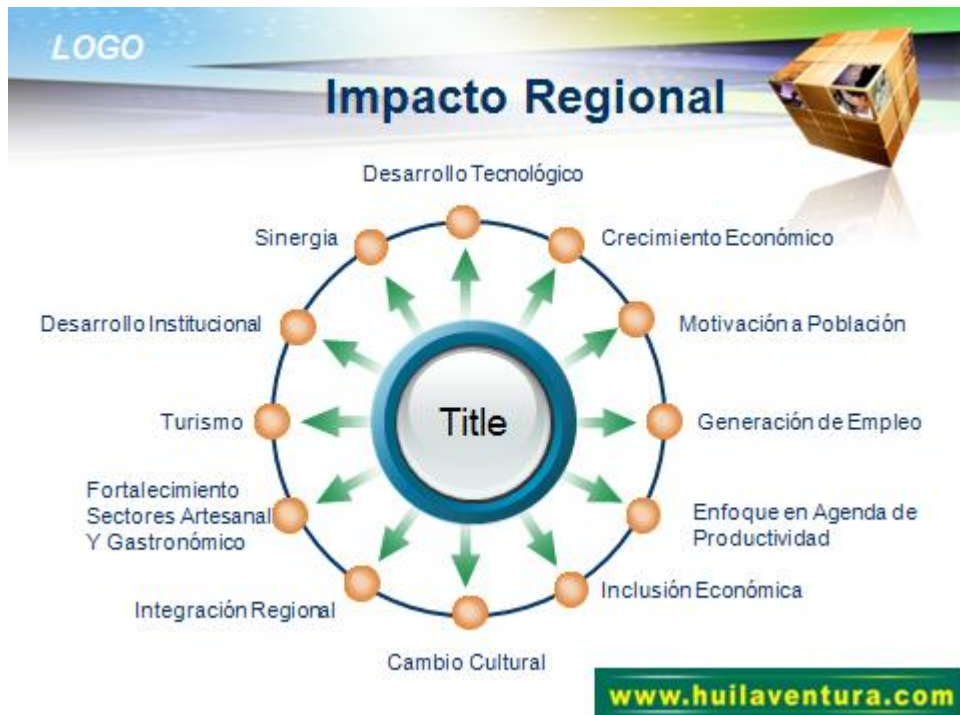 LOGO
Impacto Regional
Desarrollo Tecnológico
Sinergia
Crecimiento Económico
Desarrollo Institucional
Motivación a Población
Title
Turismo
Generación de Empleo
Fortalecimiento
Sectores Artesanal
Y Gastronómico
Enfoque en Agenda de
Productividad
Integración Regional
Inclusión Económica
Cambio Cultural
www.huilaventura.com